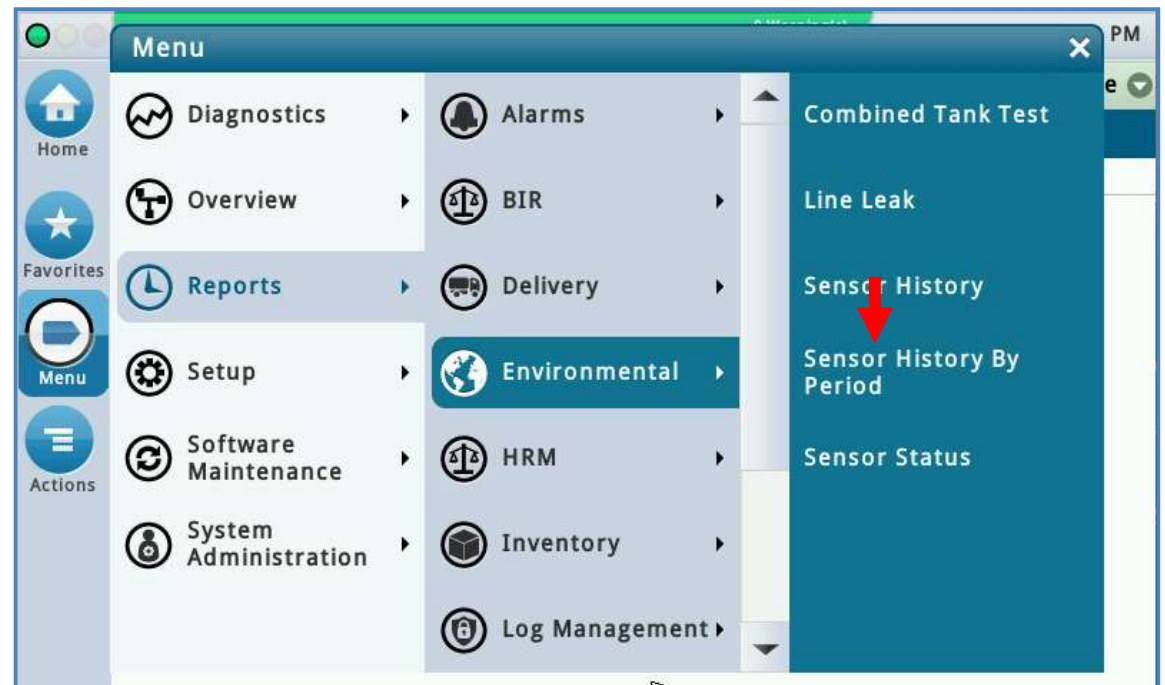 PM
Menu
e
Home
Favorites
Menu
Actions
Diagnostics
Overview
Reports
Setup
Software
Maintenance
System
Administration
Alarms
BIR
Delivery
Environmental
HRM
Inventory
Log Management
Combined Tank Test
Line Leak
Sensor History
Sensor History By
Period
Sensor Status